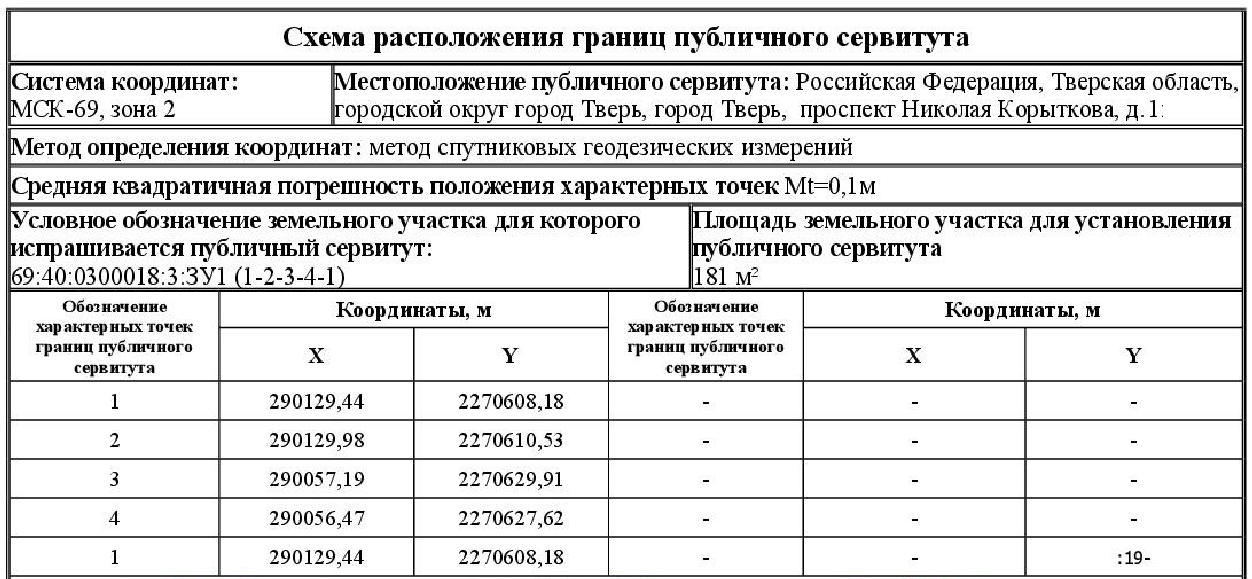 Схема расположения границ публичного сервитута
Система координат:
МСК-69, зона 2
Местоположение публичного сервитута: Российская Федерация, Тверская область,
городской округ город Тверь, город Тверь, проспект Николая Корыткова, д.1:
Метод определения координат: метод спутниковых геодезических измерений
Средняя квадратичная погрешность положения характерных точек Mt=0,1м
Условное обозначение земельного участка для которого
испрашивается публичный сервитут:
69:40:0300018:3:ЗУ1 (1-2-3-4-1)
Площадь земельного участка для установления
публичного сервитута
181 м²
Обозначение
характерных точек
границ публичного
сервитута
Координаты, м
Обозначение
характерных точек
границ публичного
сервитута
Координаты, м
X Y X Y
1 290129,44 2270608,18 - - -
2 290129,98 2270610,53 - - -
3 290057,19 2270629,91 - - -
4 290056,47 2270627,62 - - -
1 290129,44 2270608,18 - - :19-